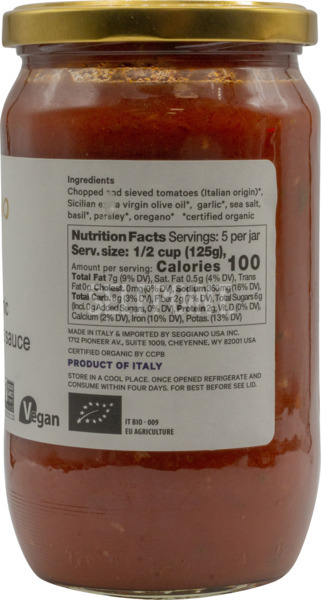 Ingredients
Chopped and sieved tomatoes (Italian origin)*,
Sicilian extra virgin olive oil*, garlic*, sea salt,
basil*, parsley*, oregano* *certified organic
Nutrition Facts Servings: 5 per jar
Serv. size: 1/2 cup (125g),
Amount per serving: Calories 100
Total Fat 7g (9% DV), Sat. Fat 0.5g (4% DV), Trans
Fat 0g, Cholest. 0mg (0% DV), Sodium 360mg (16% DV),
Total Carb. 8g (3% DV), Fiber 2g (7% DV), Total Sugars 6g
(Incl. 0g Added Sugars, 0% DV), Protein 2g, Vit. D (0% DV),
Calcium (2% DV), Iron (10% DV), Potas. (13% DV)
MADE IN ITALY & IMPORTED BY SEGGIANO USA INC.
1712 PIONEER AV., SUITE 1009, CHEYENNE, WY 82001 USA
CERTIFIED ORGANIC BY CCPB
PRODUCT OF ITALY
STORE IN A COOL PLACE. ONCE OPENED REFRIGERATE AND
CONSUME WITHIN FOUR DAYS. FOR BEST BEFORE SEE LID.
sauce
Vegan
IT BIO - 009
EU AGRICULTURE